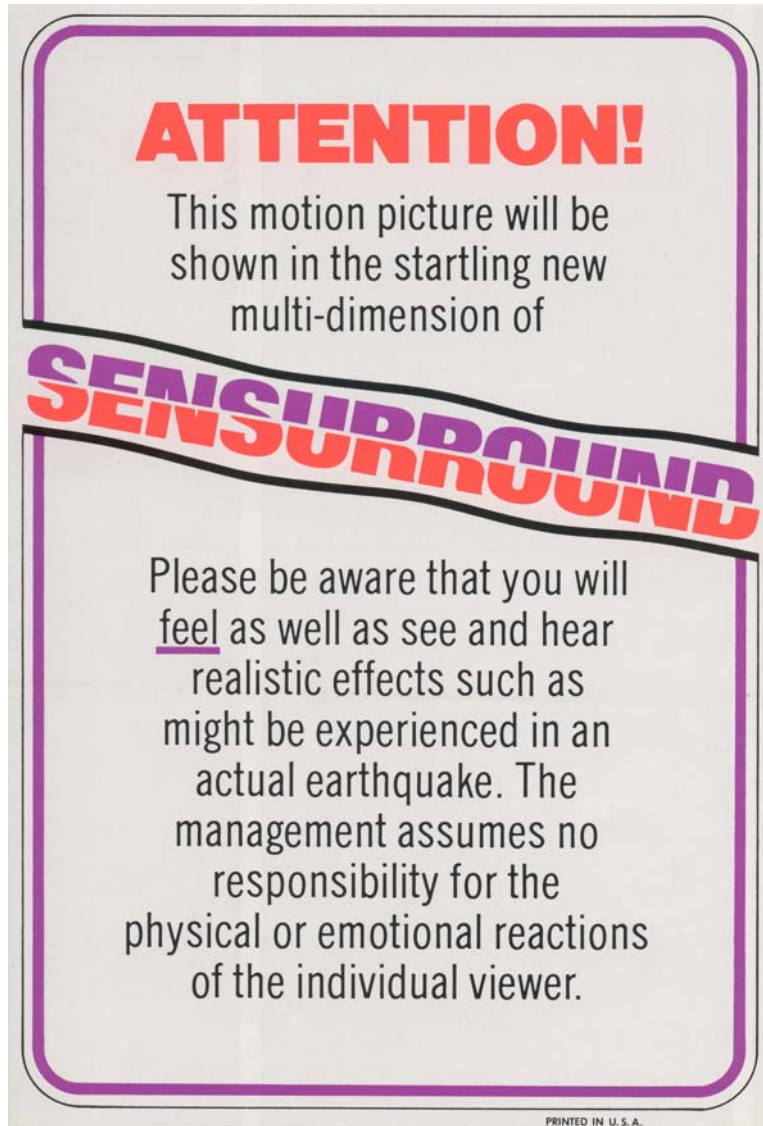 ATTENTION!
This motion picture will be
shown in the startling new
multi-dimension of
SENSURROUND
Please be aware that you will
feel as well as see and hear
realistic effects such as
might be experienced in an
actual earthquake. The
management assumes no
responsibility for the
physical or emotional reactions
of the individual viewer.
PRINTED IN U.S.A.